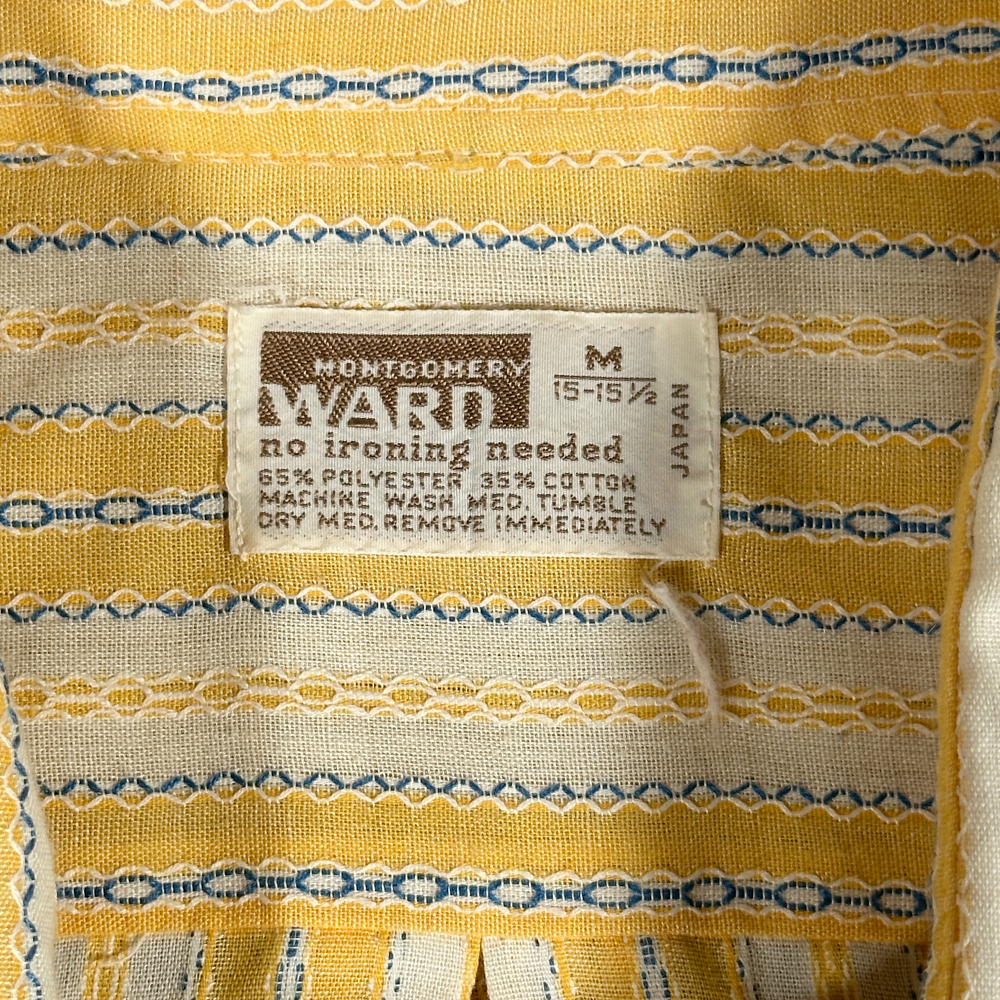 MONTGOMERY
WARD
no ironing needed
65% POLYESTER 35% COTTON
MACHINE WASH MED. TUMBLE
DRY MED. REMOVE IMMEDIATELY
M
15-15½
JAPAN